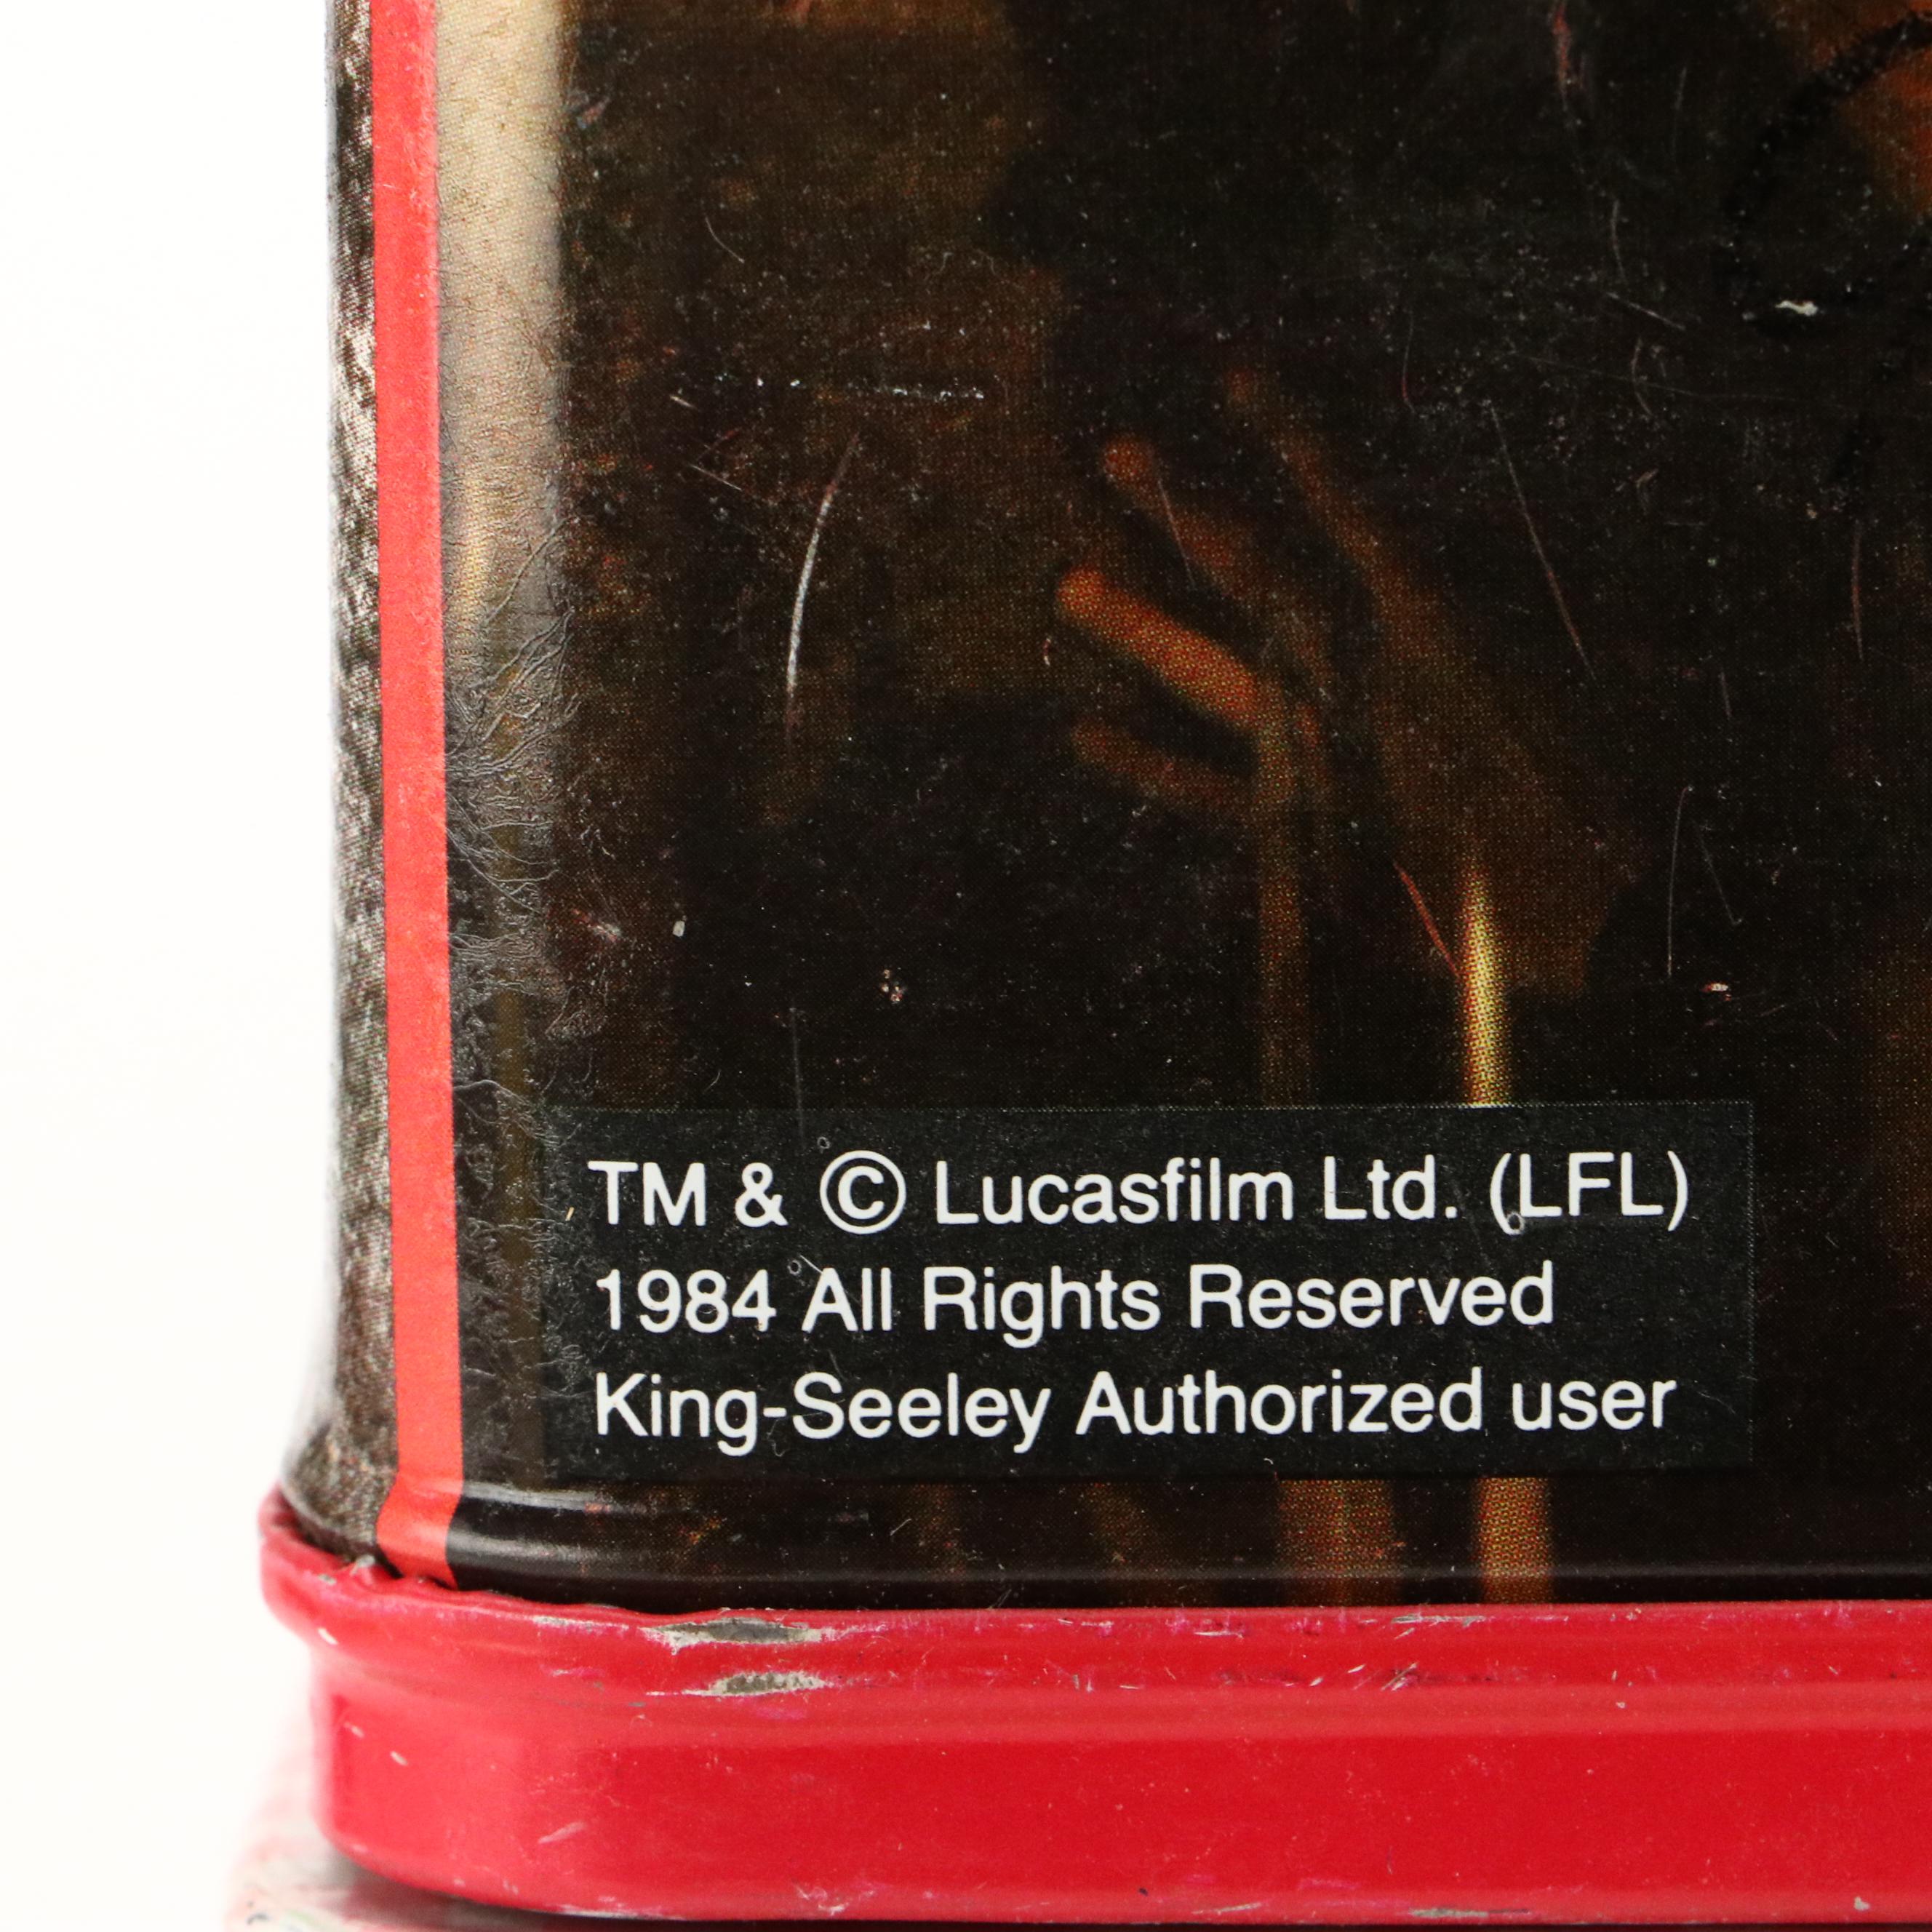 TM & © Lucasfilm Ltd. (LFL)
1984 All Rights Reserved
King-Seeley Authorized user